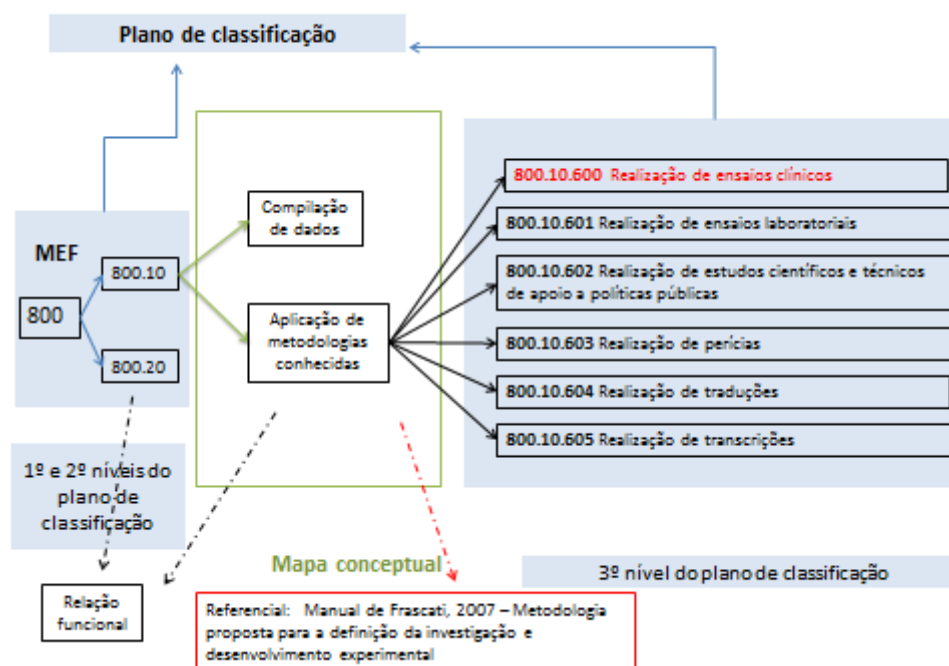 Plano de classificação
MEF
800
800.10
800.20
1º e 2º níveis do
plano de
classificação
Relação
funcional
Compilação
de dados
Aplicação de
metodologias
conhecidas
Mapa conceptual
Referencial: Manual de Frascati, 2007 – Metodologia
proposta para a definição da investigação e
desenvolvimento experimental
800.10.600 Realização de ensaios clínicos
800.10.601 Realização de ensaios laboratoriais
800.10.602 Realização de estudos científicos e técnicos
de apoio a políticas públicas
800.10.603 Realização de perícias
800.10.604 Realização de traduções
800.10.605 Realização de transcrições
3º nível do plano de classificação